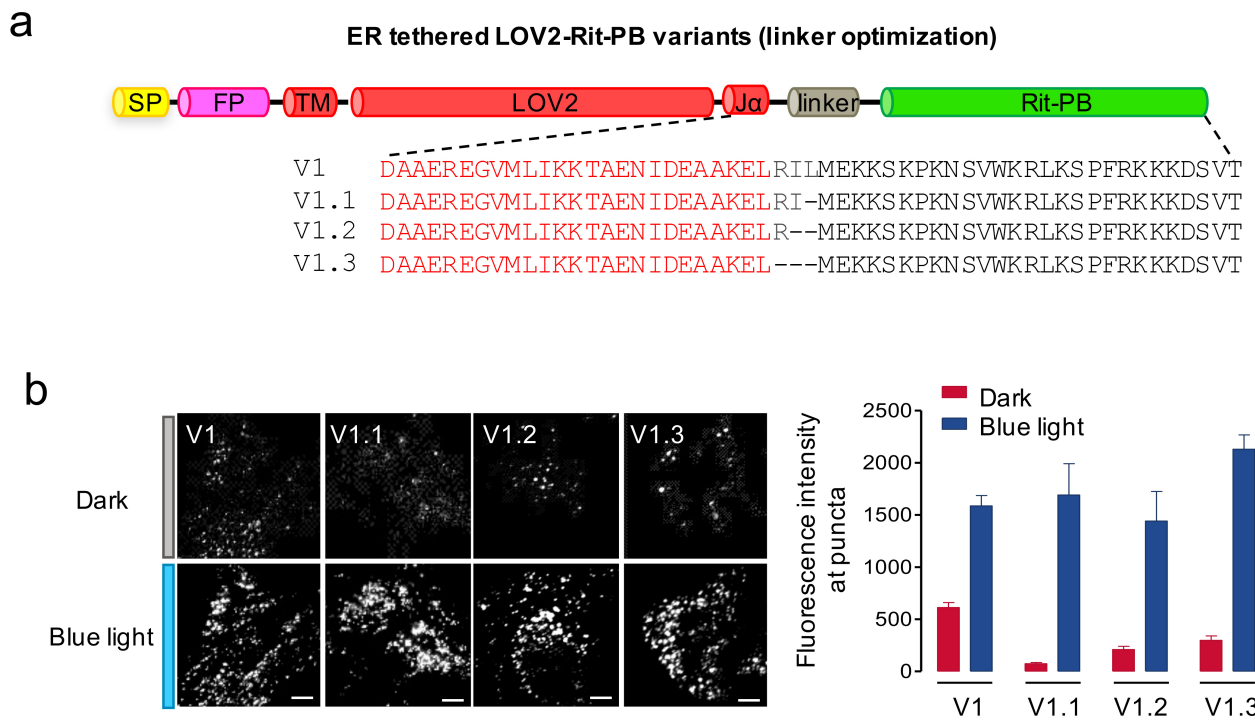 a
ER tethered LOV2-Rit-PB variants (linker optimization)
SP FP TM LOV2 Jα linker Rit-PB
V1 DAAEREGVMLIKKTAENIDEAAKELRILMEKKSKPKNSVWKRLKSPFRKKKDSVT
V1.1 DAAEREGVMLIKKTAENIDEAAKELRI-MEKKSKPKNSVWKRLKSPFRKKKDSVT
V1.2 DAAEREGVMLIKKTAENIDEAAKELR--MEKKSKPKNSVWKRLKSPFRKKKDSVT
V1.3 DAAEREGVMLIKKTAENIDEAAKEL---MEKKSKPKNSVWKRLKSPFRKKKDSVT
b
V1 V1.1 V1.2 V1.3
Dark
Blue light
Dark
Blue light
Fluorescence intensity
at puncta
2500
2000
1500
1000
500
0
V1 V1.1 V1.2 V1.3